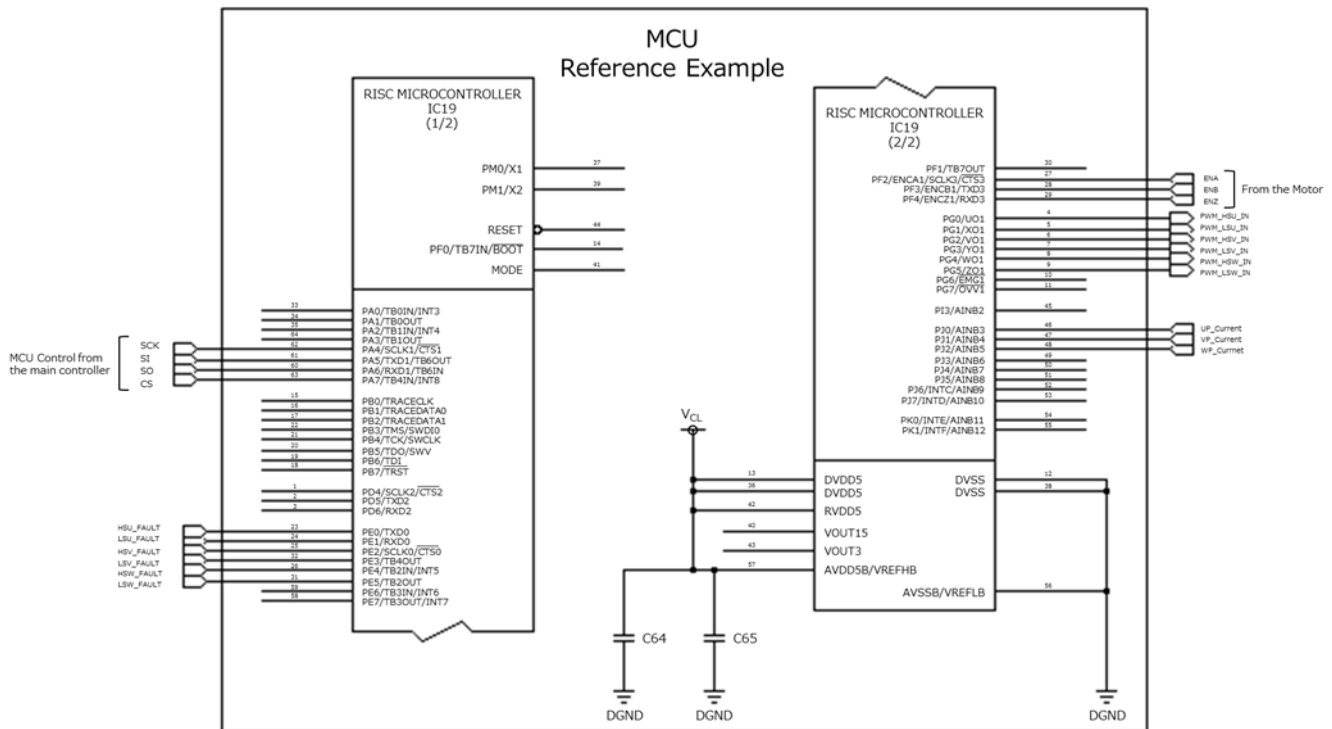 MCU
Reference Example
RISC MICROCONTROLLER
IC19
(1/2)
PM0/X1 37
PM1/X2 39
RESET 44
PF0/TB7IN/BOOT 14
MODE 41
MCU Control from
the main controller
SCK
SI
SO
CS
33 PA0/TB0IN/INT3
34 PA1/TB0OUT
35 PA2/TB1IN/INT4
64 PA3/TB1OUT
62 PA4/SCLK1/CTS1
61 PA5/TXD1/TB6OUT
60 PA6/RXD1/TB6IN
63 PA7/TB4IN/INT8
15 PB0/TRACECLK
16 PB1/TRACEDATA0
17 PB2/TRACEDATA1
22 PB3/TMS/SWDI0
21 PB4/TCK/SWCLK
20 PB5/TDO/SWV
19 PB6/TDI
18 PB7/TRST
1 PD4/SCLK2/CTS2
2 PD5/TXD2
PD6/RXD2
HSU_FAULT 23 PE0/TXD0
LSU_FAULT 24 PE1/RXD0
HSV_FAULT 25 PE2/SCLK0/CTS0
LSV_FAULT 32 PE3/TB4OUT
HSW_FAULT 26 PE4/TB2IN/INT5
LSW_FAULT 31 PE5/TB2OUT
59 PE6/TB3IN/INT6
58 PE7/TB3OUT/INT7
RISC MICROCONTROLLER
IC19
(2/2)
PF1/TB7OUT 30
PF2/ENCA1/SCLK3/CTS3 27 ENA
PF3/ENCB1/TXD3 28 ENB
PF4/ENCZ1/RXD3 29 ENZ
From the Motor
PG0/UO1 4 PWM_HSU_IN
PG1/XO1 5 PWM_LSU_IN
PG2/VO1 6 PWM_HSV_IN
PG3/YO1 7 PWM_LSV_IN
PG4/WO1 8 PWM_HSW_IN
PG5/ZO1 9 PWM_LSW_IN
PG6/EMG1 10
PG7/OVV1 11
PI3/AINB2 45
PJ0/AINB3 46 UP_Current
PJ1/AINB4 47 VP_Current
PJ2/AINB5 48 WP_Currnet
PJ3/AINB6 49
PJ4/AINB7 50
PJ5/AINB8 51
PJ6/INTC/AINB9 52
PJ7/INTD/AINB10 53
PK0/INTE/AINB11 54
PK1/INTF/AINB12 55
VCL
13 DVDD5 DVSS 12
36 DVDD5 DVSS 38
42 RVDD5
40 VOUT15
43 VOUT3
57 AVDD5B/VREFHB
AVSSB/VREFLB 56
C64
C65
DGND
DGND
DGND